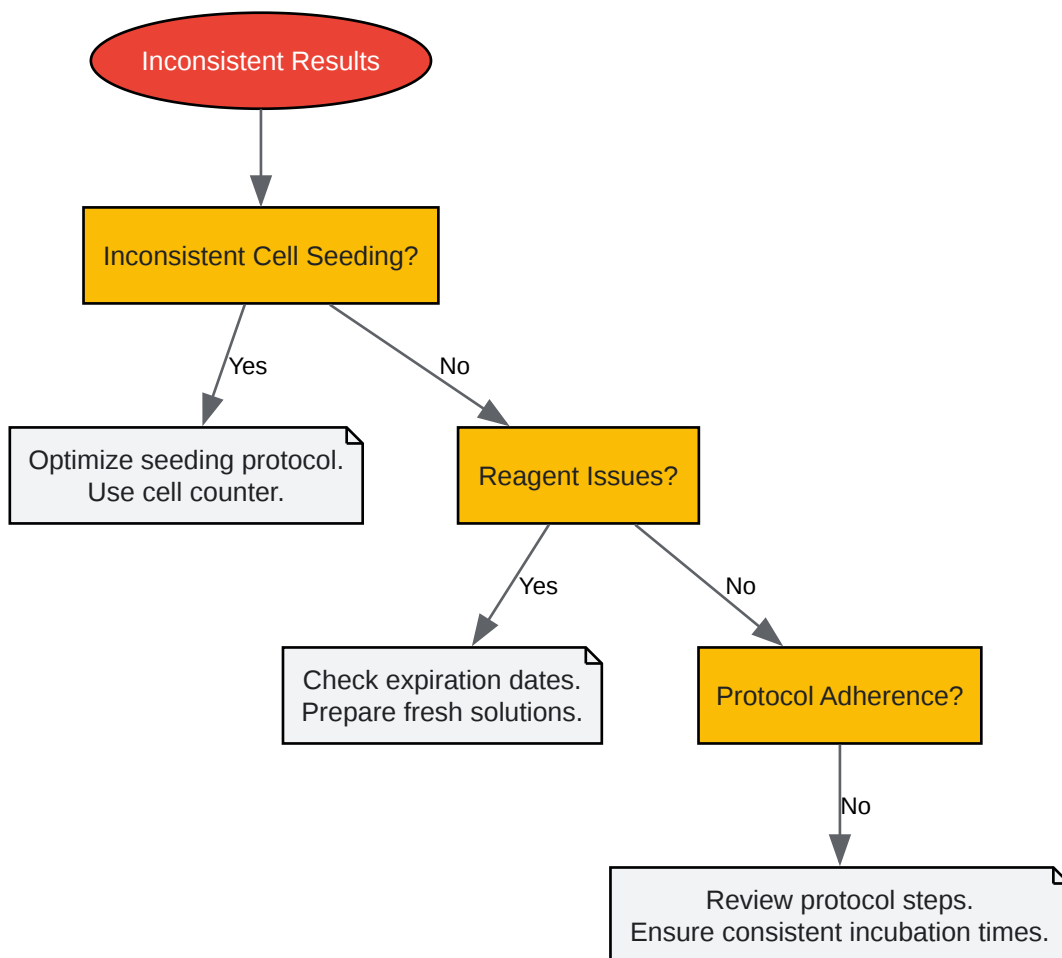 Inconsistent Results
Inconsistent Cell Seeding?
Yes
No
Optimize seeding protocol.
Use cell counter.
Reagent Issues?
Yes
No
Check expiration dates.
Prepare fresh solutions.
Protocol Adherence?
No
Review protocol steps.
Ensure consistent incubation times.